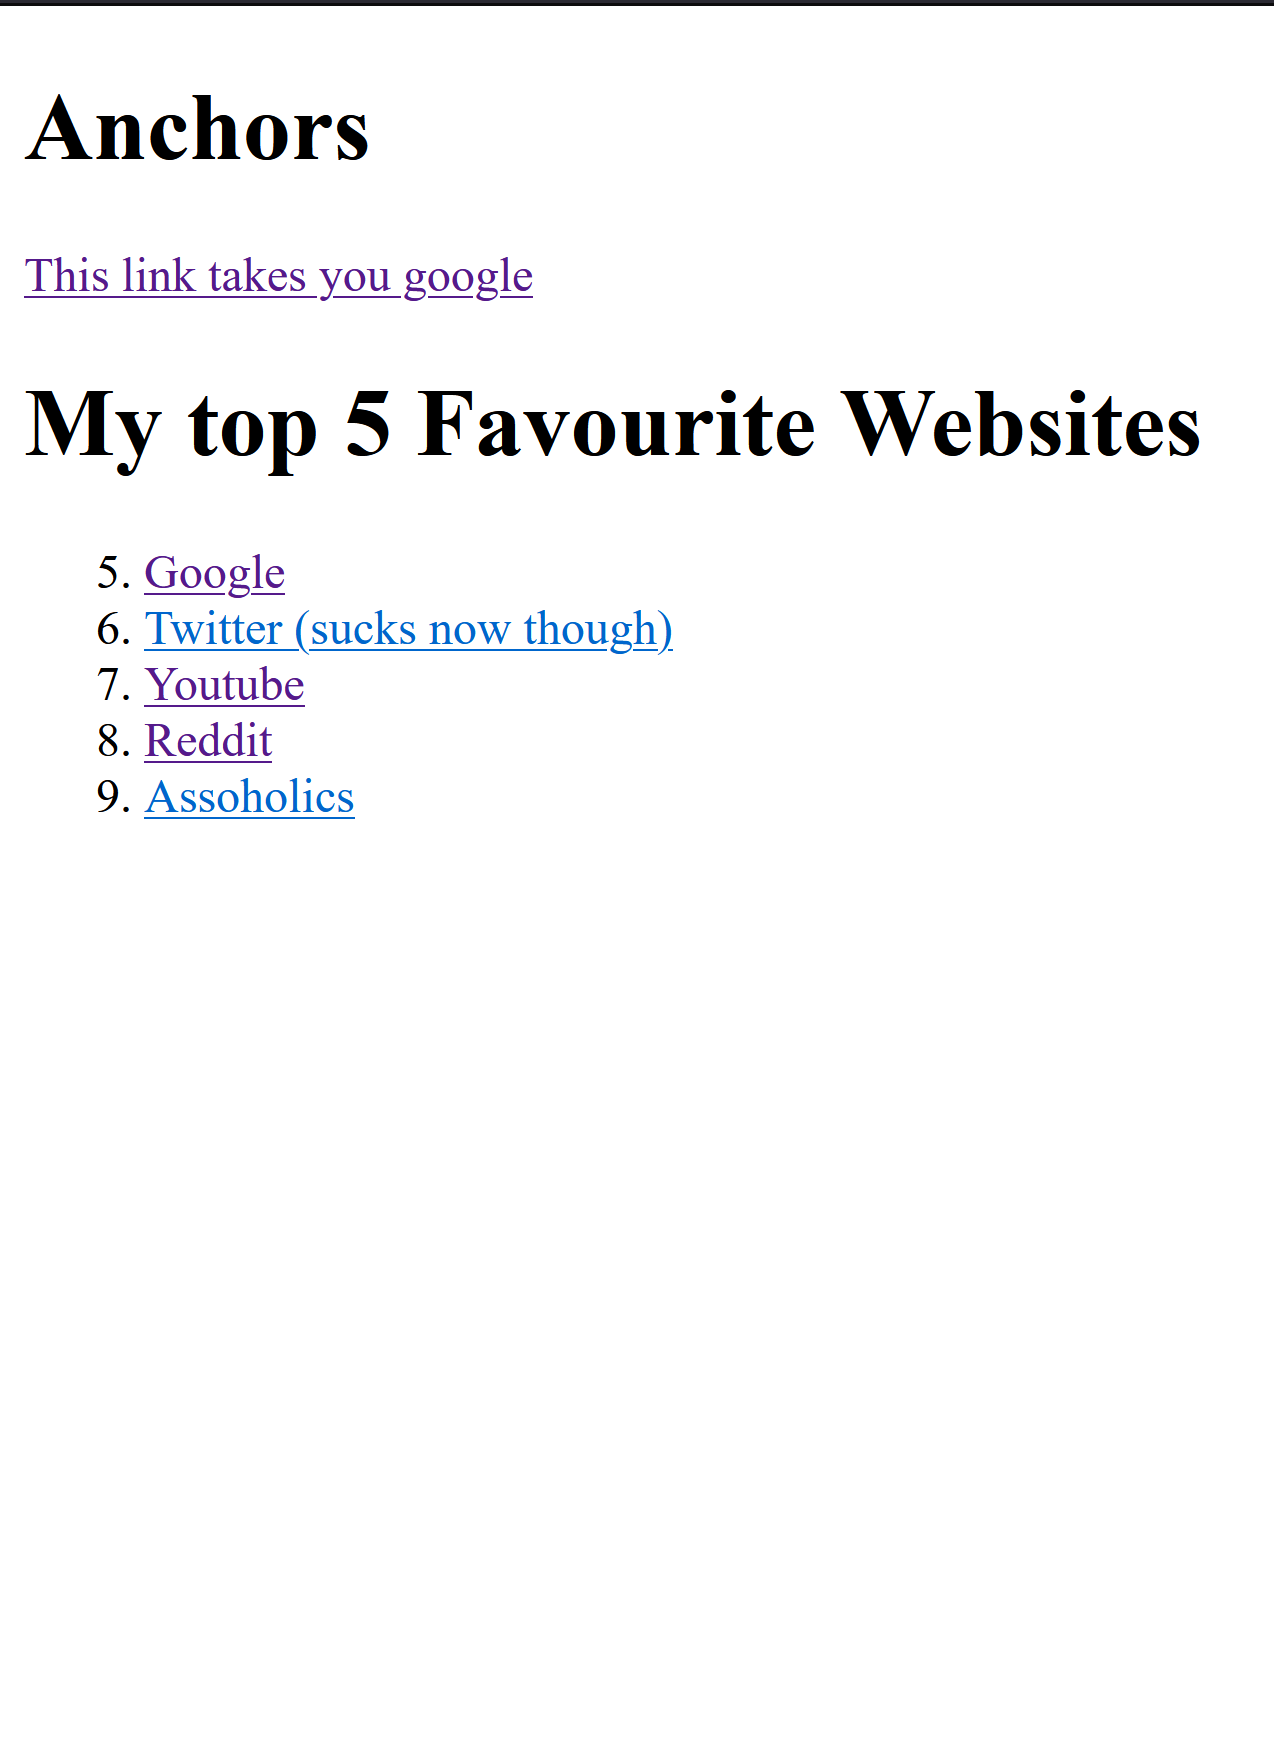 Anchors
This link takes you google
My top 5 Favourite Websites
5. Google
6. Twitter (sucks now though)
7. Youtube
8. Reddit
9. Assoholics